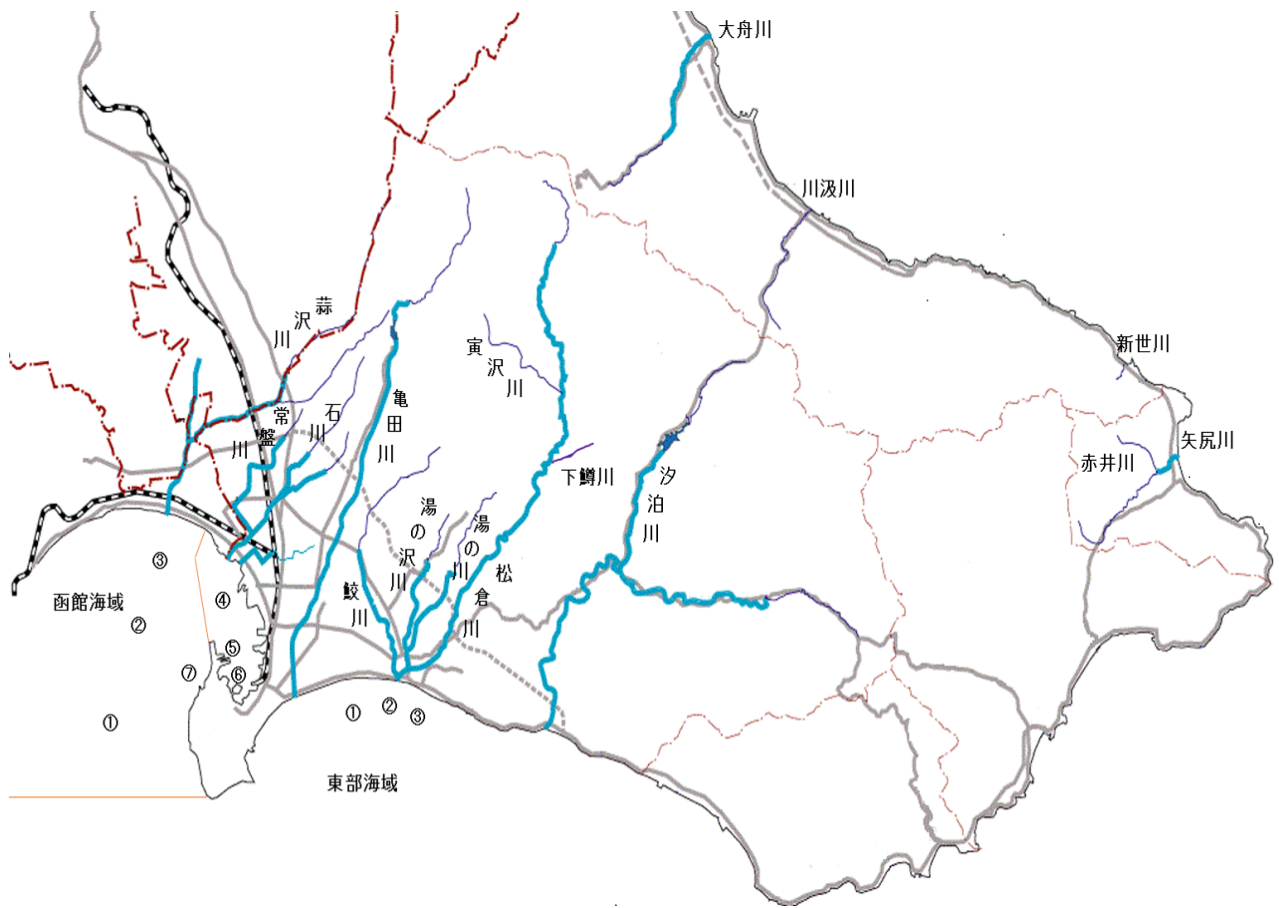 大舟川
川汲川
蒜沢川
寅沢川
新世川
亀田川
石川
常盤川
矢尻川
赤井川
下鱒川
汐泊川
湯の沢川
湯の川
松倉川
鮫川
③
函館海域
④
②
⑤
⑦
⑥
①
①
②
③
東部海域